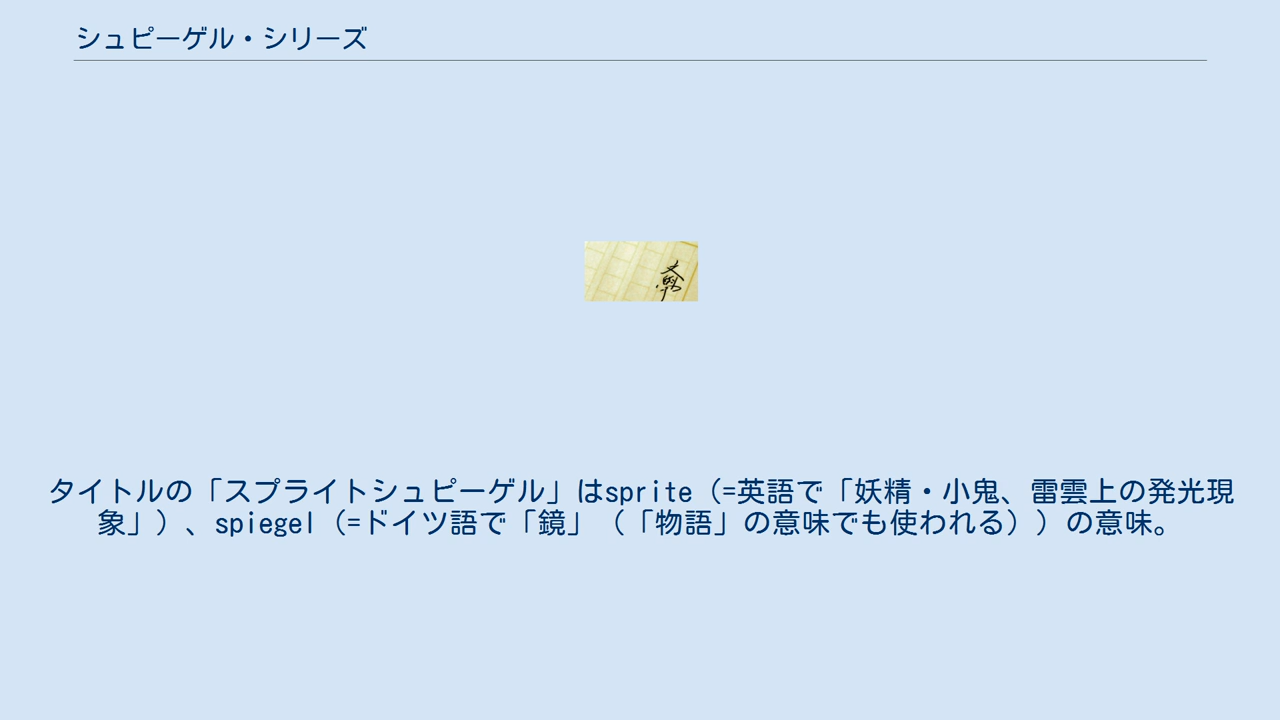 シュピーゲル・シリーズ
タイトルの「スプライトシュピーゲル」はsprite（=英語で「妖精・小鬼、雷雲上の発光現
象」）、spiegel（=ドイツ語で「鏡」（「物語」の意味でも使われる））の意味。